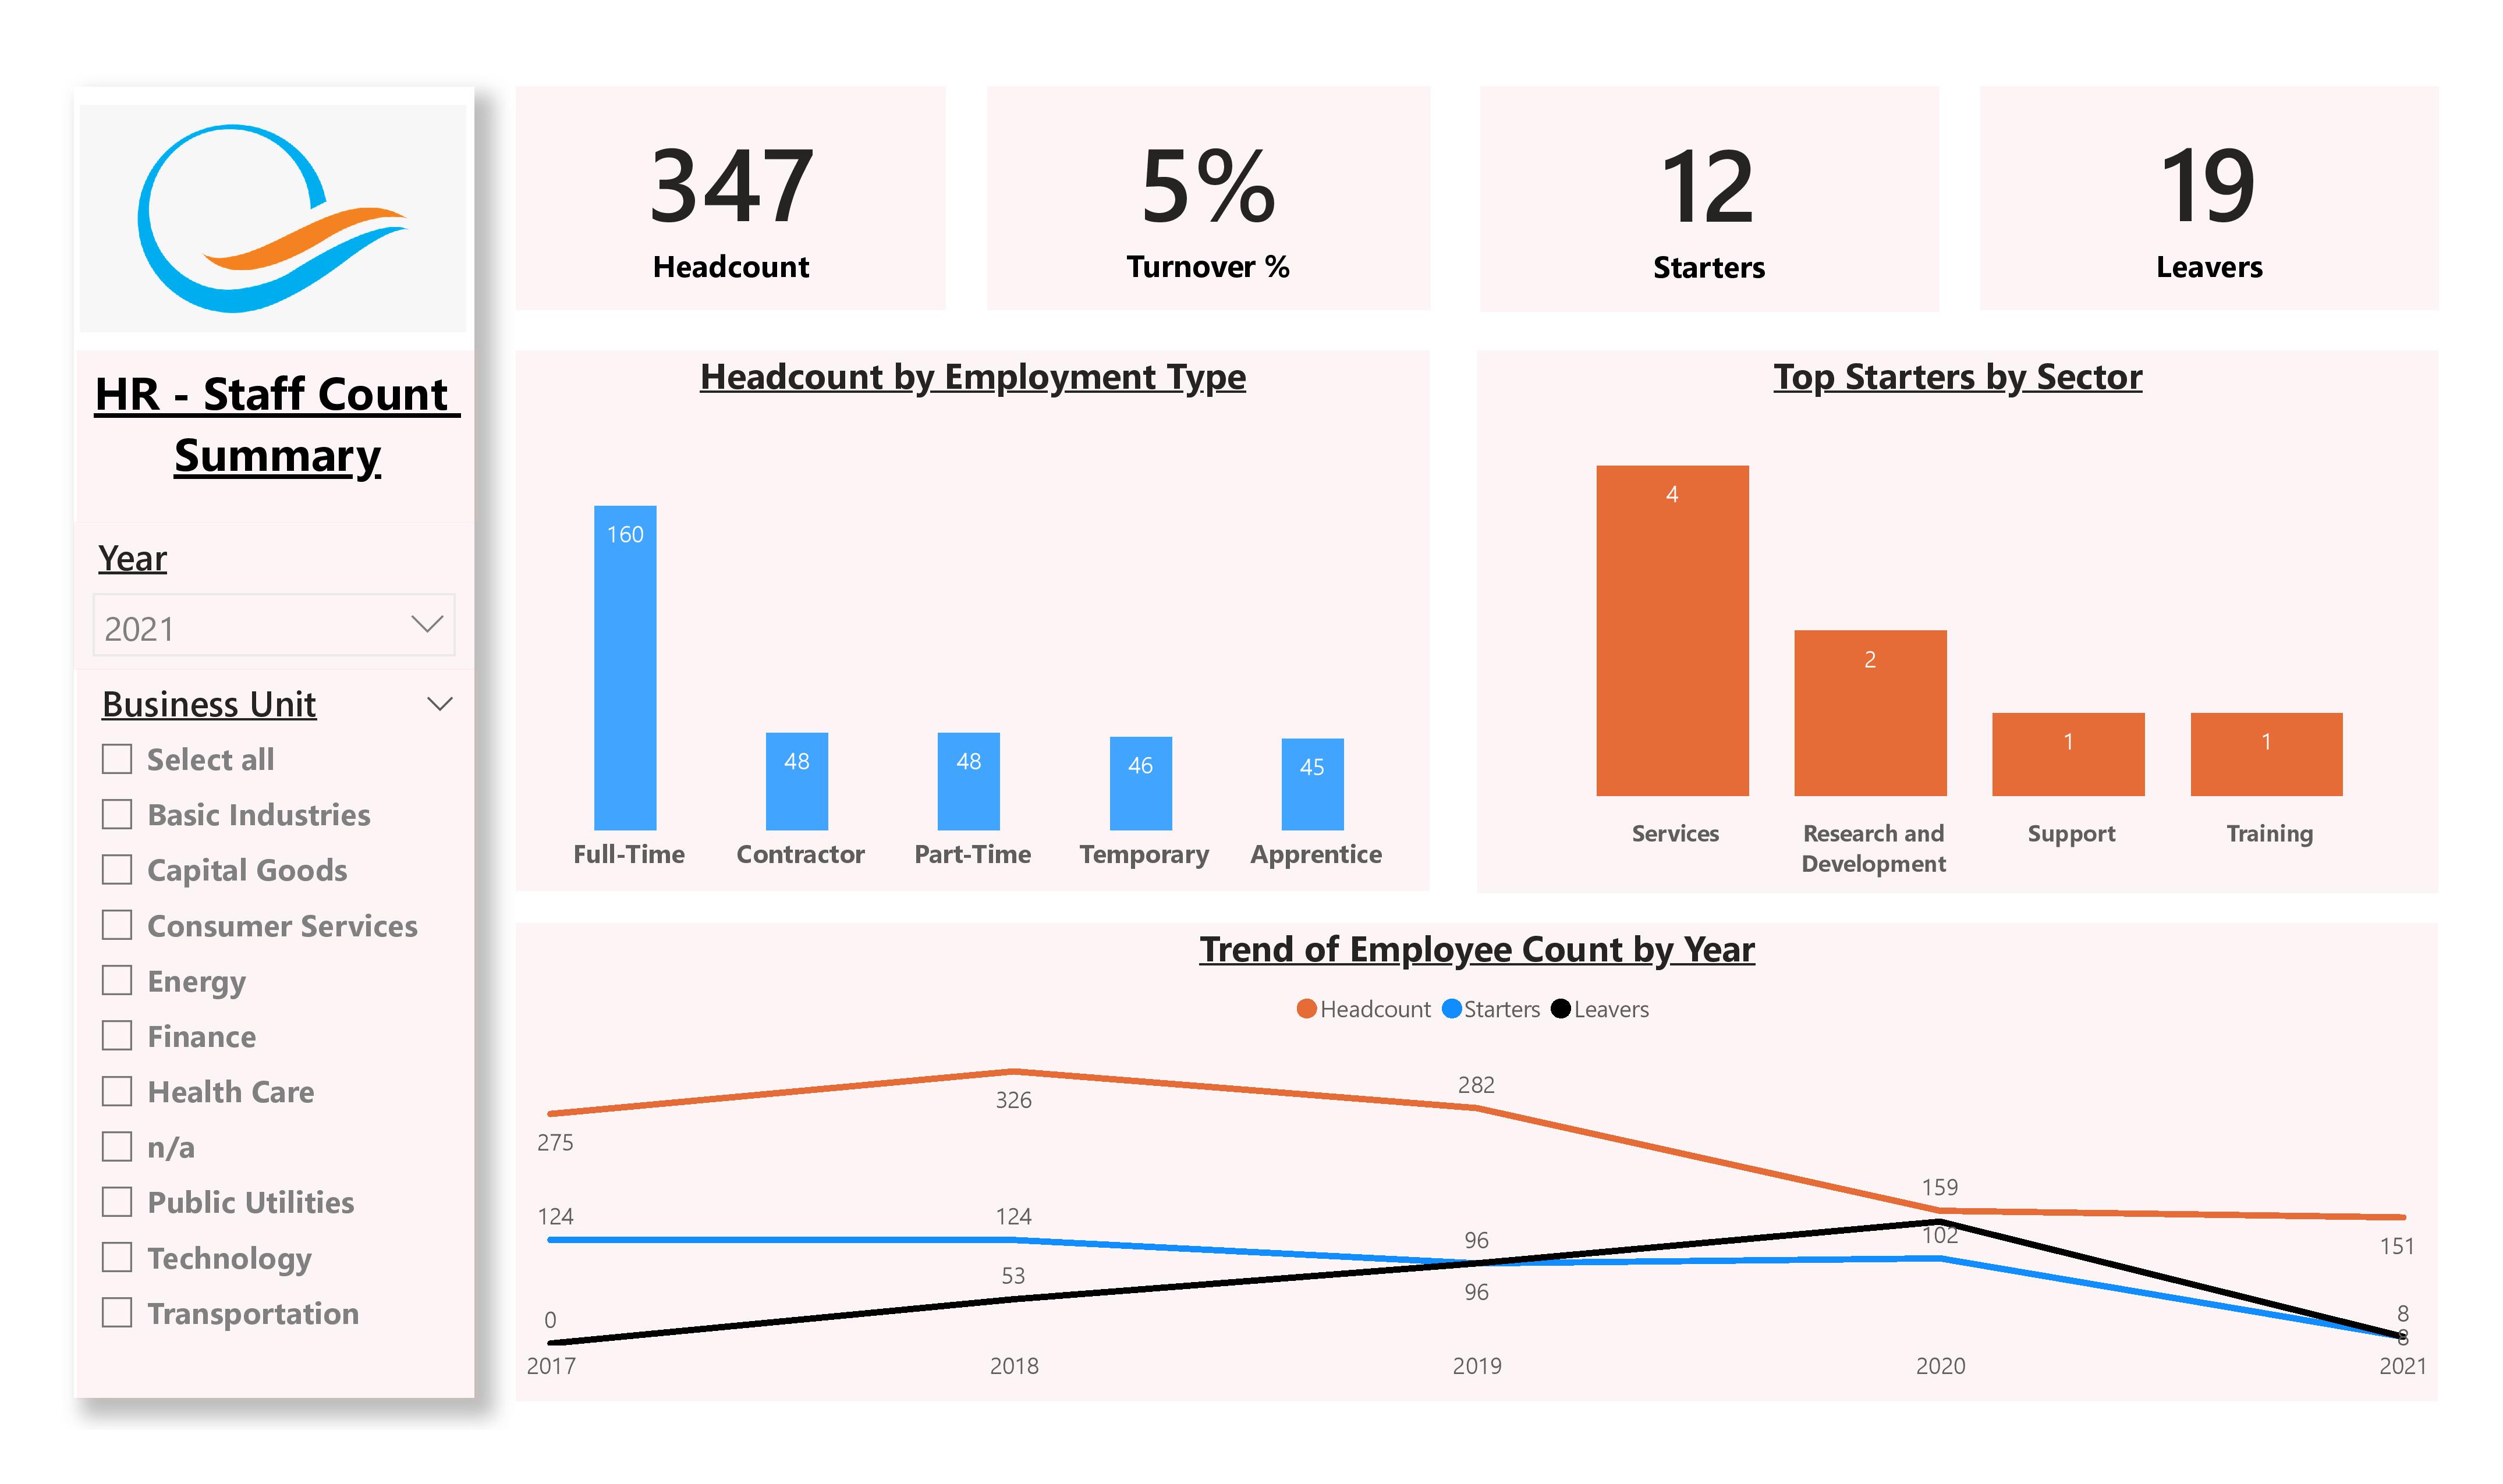 HR - Staff Count
Summary
Year
2021
Business Unit
Select all
Basic Industries
Capital Goods
Consumer Services
Energy
Finance
Health Care
n/a
Public Utilities
Technology
Transportation
347
Headcount
5%
Turnover %
12
Starters
19
Leavers
Headcount by Employment Type
160
48
48
46
45
Full-Time
Contractor
Part-Time
Temporary
Apprentice
Top Starters by Sector
4
2
1
1
Services
Research and
Development
Support
Training
Trend of Employee Count by Year
Headcount
Starters
Leavers
275
326
282
159
151
124
124
96
102
8
0
53
96
8
2017
2018
2019
2020
2021